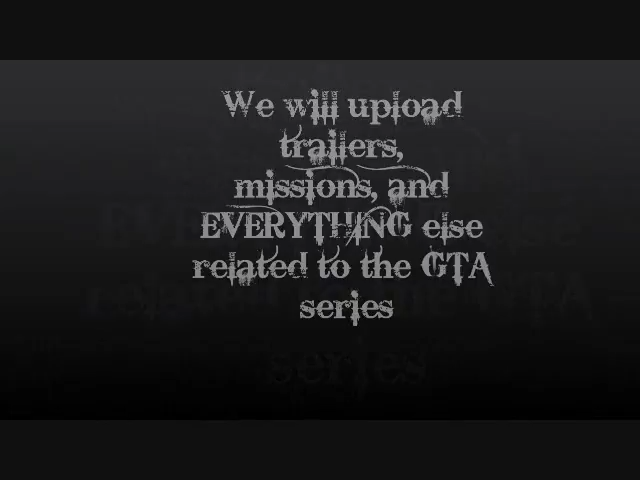 We will upload
trailers,
missions, and
EVERYTHING else
related to the GTA
series